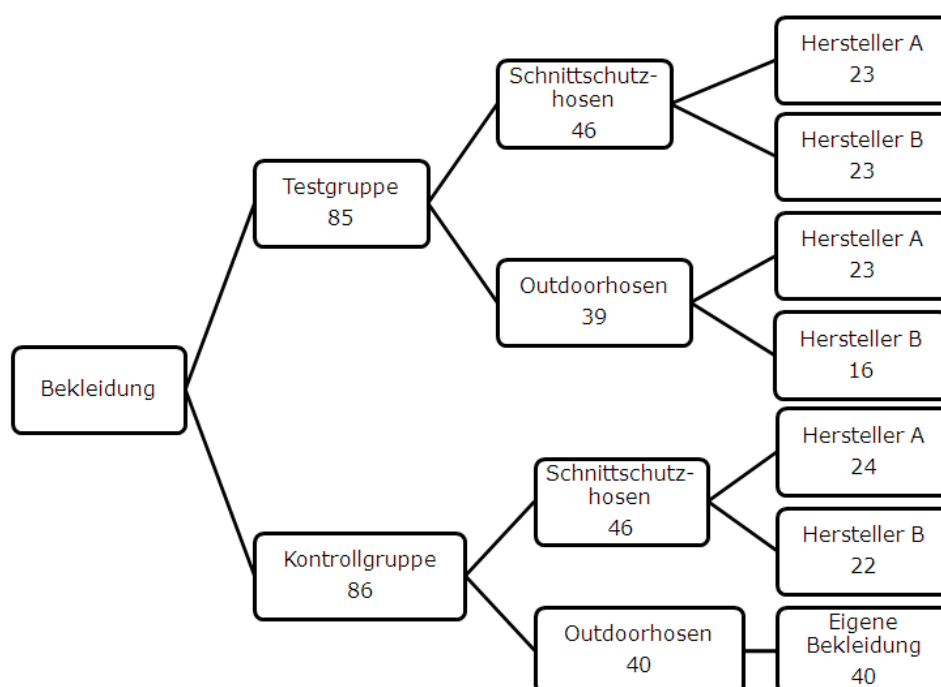 Bekleidung
Testgruppe
85
Schnittschutz-
hosen
46
Hersteller A
23
Hersteller B
23
Outdoorhosen
39
Hersteller A
23
Hersteller B
16
Kontrollgruppe
86
Schnittschutz-
hosen
46
Hersteller A
24
Hersteller B
22
Outdoorhosen
40
Eigene
Bekleidung
40